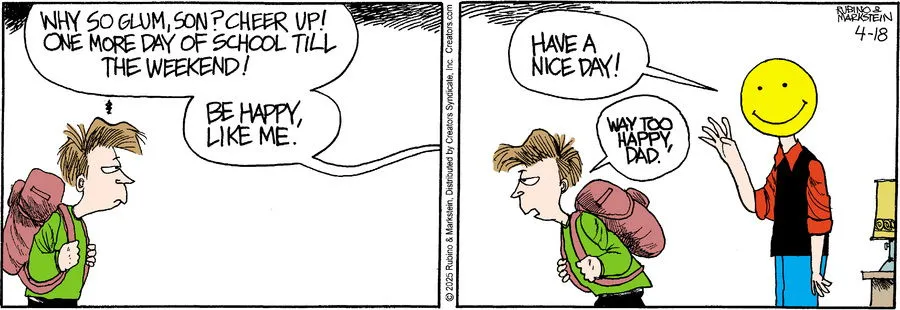 WHY SO GLUM, SON? CHEER UP!
ONE MORE DAY OF SCHOOL TILL
THE WEEKEND!
BE HAPPY,
LIKE ME.
© 2025 Rubino & Markstein, Distributed by Creators Syndicate, Inc. Creators.com
HAVE A
NICE DAY!
WAY TOO
HAPPY,
DAD.
RUBINO &
MARKSTEIN
4-18